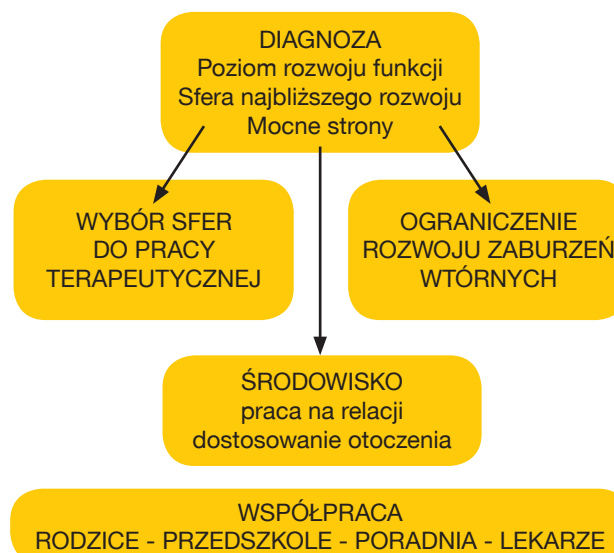 DIAGNOZA
Poziom rozwoju funkcji
Sfera najbliższego rozwoju
Mocne strony
WYBÓR SFER
DO PRACY
TERAPEUTYCZNEJ
OGRANICZENIE
ROZWOJU ZABURZEŃ
WTÓRNYCH
ŚRODOWISKO
praca na relacji
dostosowanie otoczenia
WSPÓŁPRACA
RODZICE - PRZEDSZKOLE - PORADNIA - LEKARZE